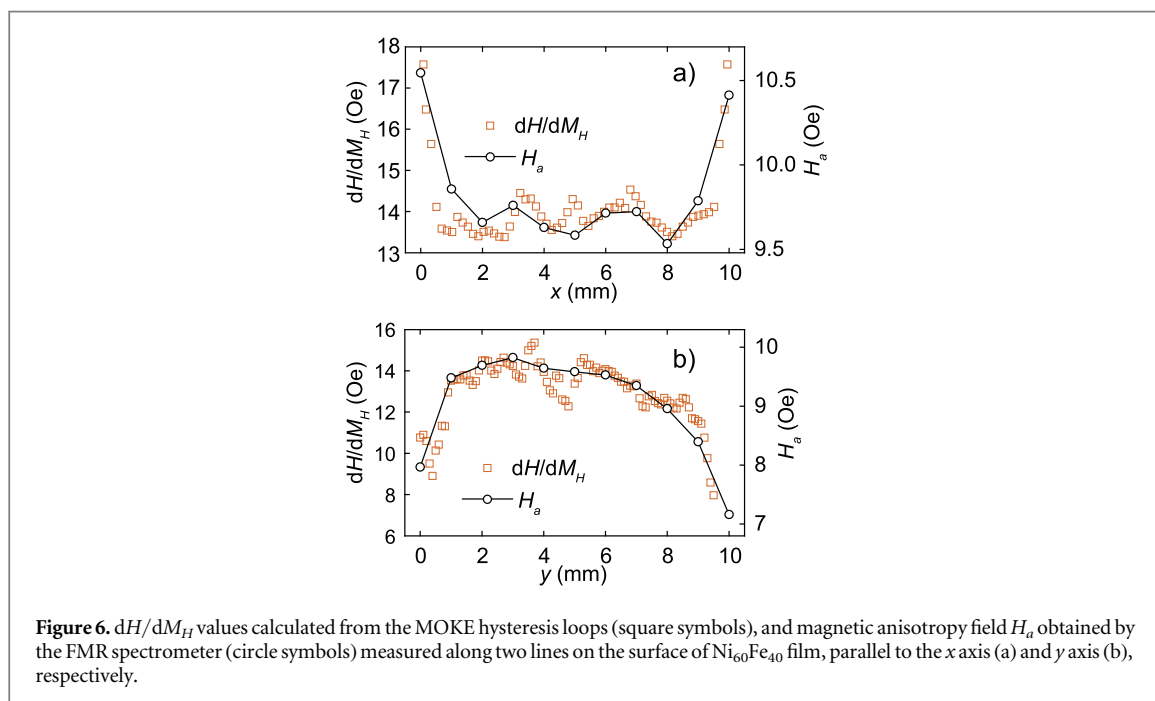 18
17
16
15
14
13
dH/dM_H (Oe)
a)
dH/dM_H
H_a
10.5
10.0
9.5
H_a (Oe)
0 2 4 6 8 10
x (mm)
16
14
12
10
8
6
dH/dM_H (Oe)
b)
dH/dM_H
H_a
10
9
8
7
H_a (Oe)
0 2 4 6 8 10
y (mm)
Figure 6. dH/dM_H values calculated from the MOKE hysteresis loops (square symbols), and magnetic anisotropy field H_a obtained by
the FMR spectrometer (circle symbols) measured along two lines on the surface of Ni₆₀Fe₄₀ film, parallel to the x axis (a) and y axis (b),
respectively.